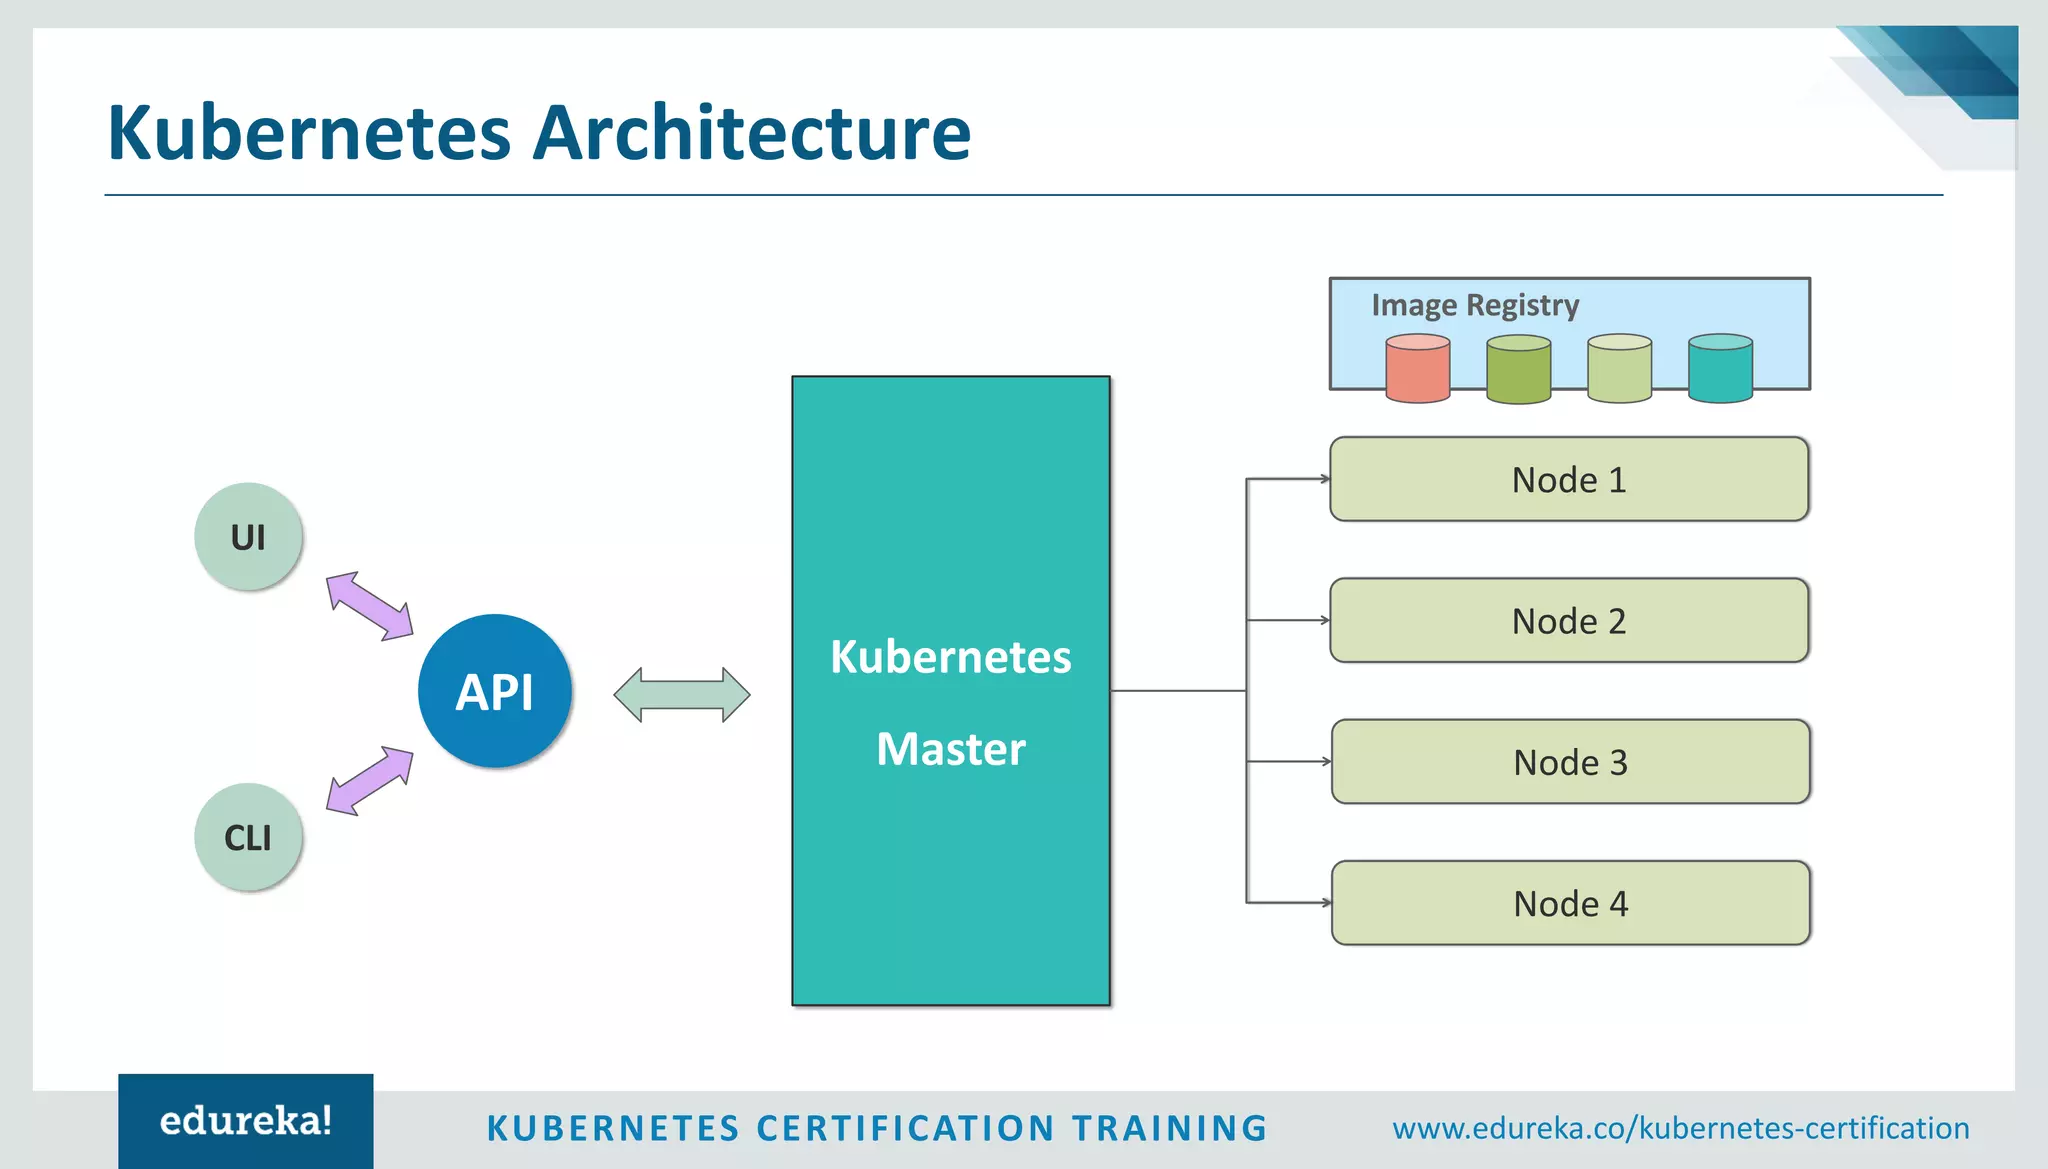 Kubernetes Architecture
Image Registry
Node 1
UI
Node 2
Kubernetes
API
Master
Node 3
CLI
Node 4
edureka!
KUBERNETES CERTIFICATION TRAINING
www.edureka.co/kubernetes-certification